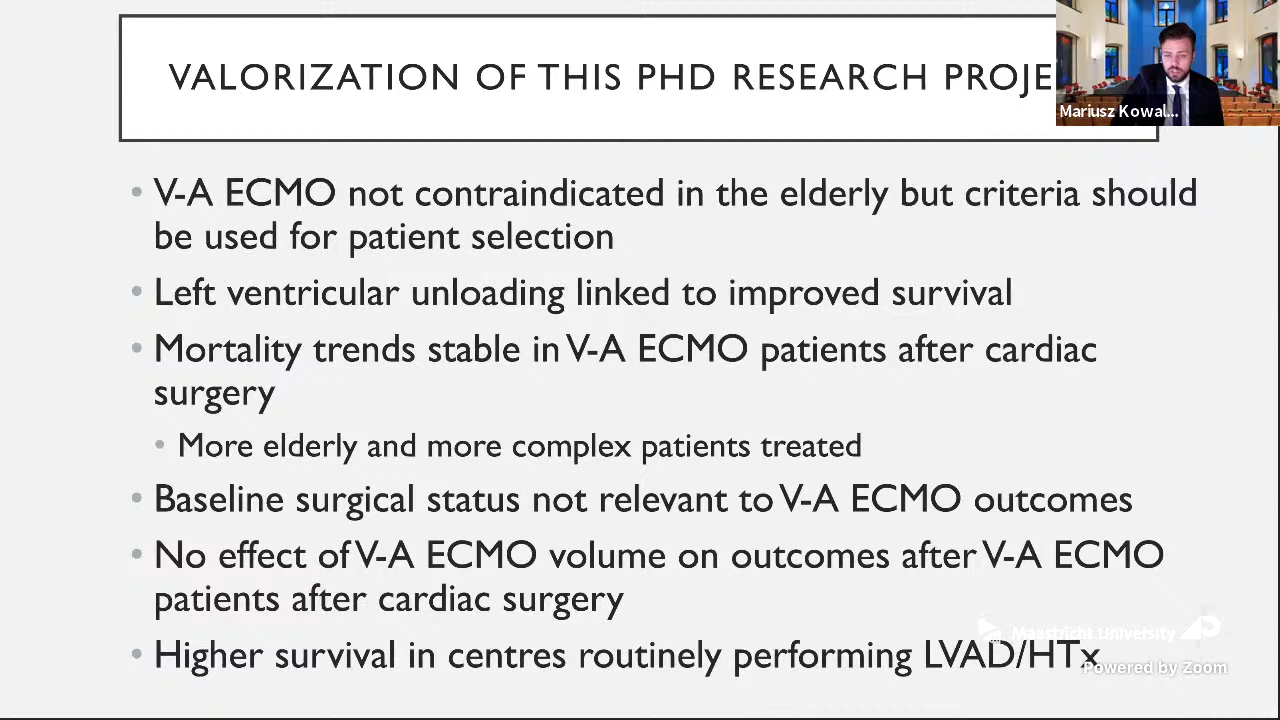 VALORIZATION OF THIS PHD RESEARCH PROJE
Mariusz Kowal...
• V-A ECMO not contraindicated in the elderly but criteria should
be used for patient selection
• Left ventricular unloading linked to improved survival
• Mortality trends stable in V-A ECMO patients after cardiac
surgery
• More elderly and more complex patients treated
• Baseline surgical status not relevant to V-A ECMO outcomes
• No effect of V-A ECMO volume on outcomes after V-A ECMO
patients after cardiac surgery
Maastricht University
• Higher survival in centres routinely performing LVAD/HTx
Powered by Zoom